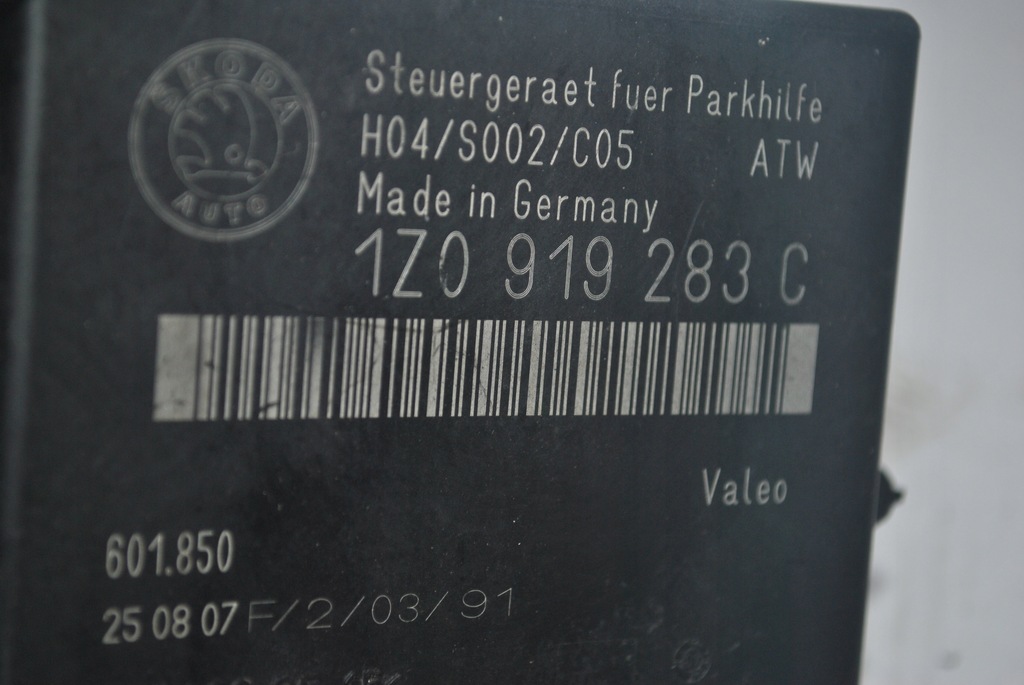 ŠKODA
AUTO
Steuergeraet fuer Parkhilfe
H04/S002/C05 ATW
Made in Germany
1Z0 919 283 C
Valeo
601.850
25 08 07 F/2/03/91